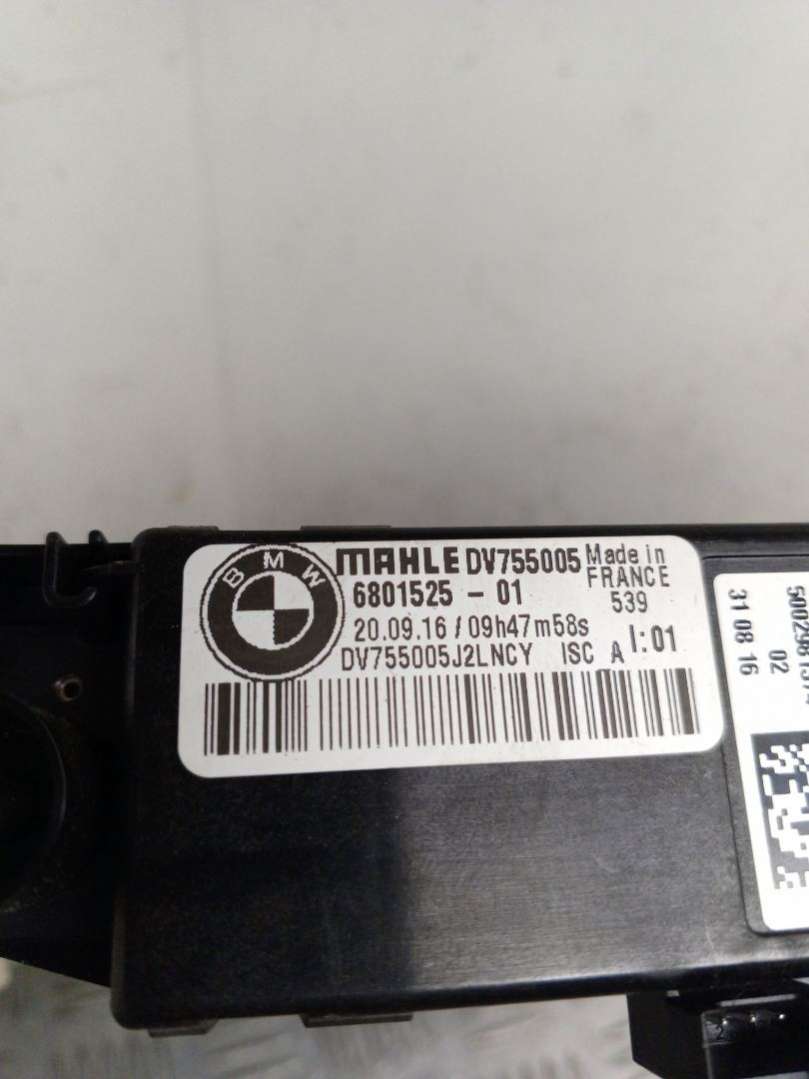 BMW
MAHLE DV755005 Made in
FRANCE
6801525 - 01
539
20.09.16 / 09h47m58s
I:01
DV755005J2LNCY ISC A
02
31 08 16